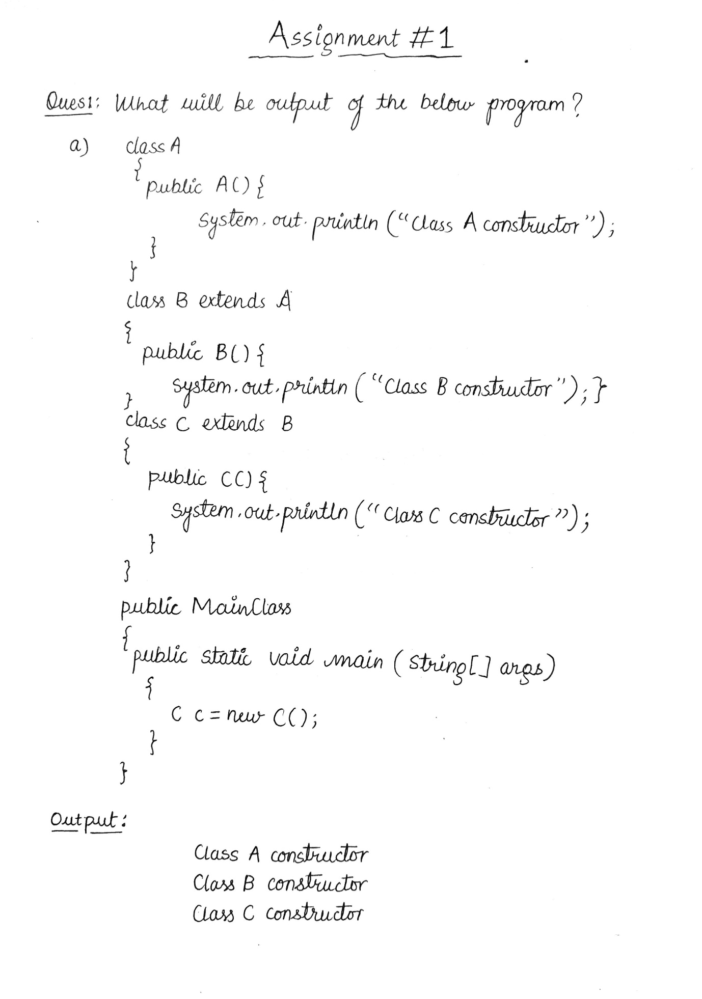 Assignment #1
Ques1: What will be output of the below program?
a) class A
{
public A() {
system.out.println ("Class A constructor");
}
}
class B extends A
{
public B() {
system.out.println ("Class B constructor"); }
}
class C extends B
{
public C() {
system.out.println ("Class C constructor");
}
}
public MainClass
{
public static void main (string[] args)
{
C c = new C();
}
}
Output:
Class A constructor
Class B constructor
Class C constructor